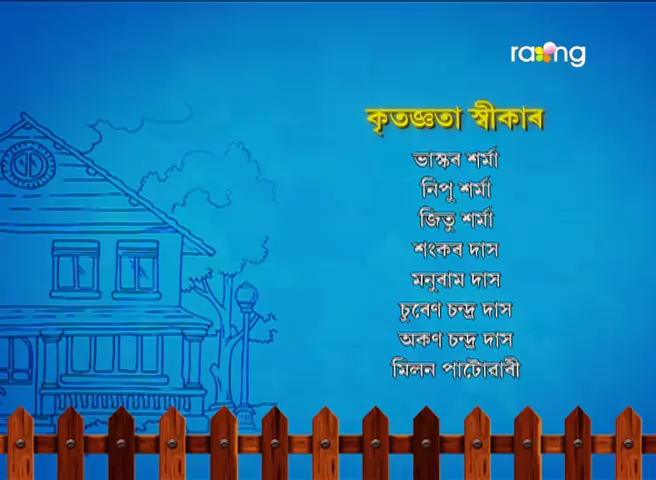 rang
কৃতজ্ঞতা স্বীকাৰ
ভাস্কৰ শৰ্মা
নিপু শৰ্মা
জিতু শৰ্মা
শংকৰ দাস
মনুৰাম দাস
চুৰেণ চন্দ্ৰ দাস
অৰুণ চন্দ্ৰ দাস
মিলন পাটোৱাৰী